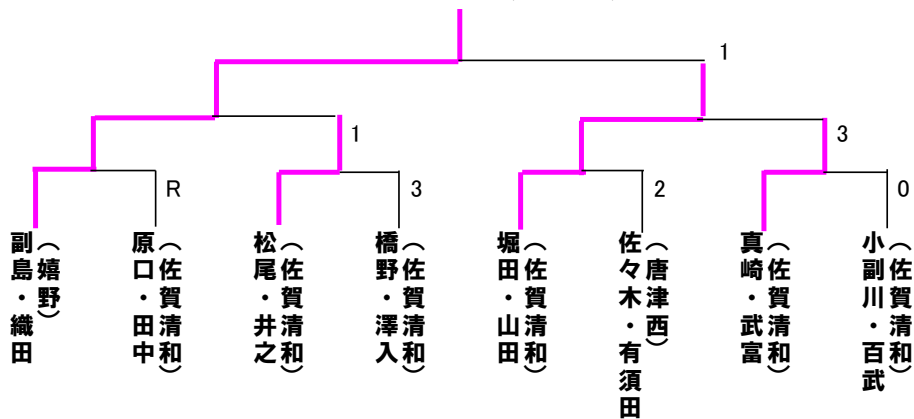 1
1
3
R
3
2
0
副島・織田
（嬉野）
原口・田中
（佐賀清和）
松尾・井之
（佐賀清和）
橋野・澤入
（佐賀清和）
堀田・山田
（佐賀清和）
佐々木・有須田
（唐津西）
真崎・武富
（佐賀清和）
小副川・百武
（佐賀清和）